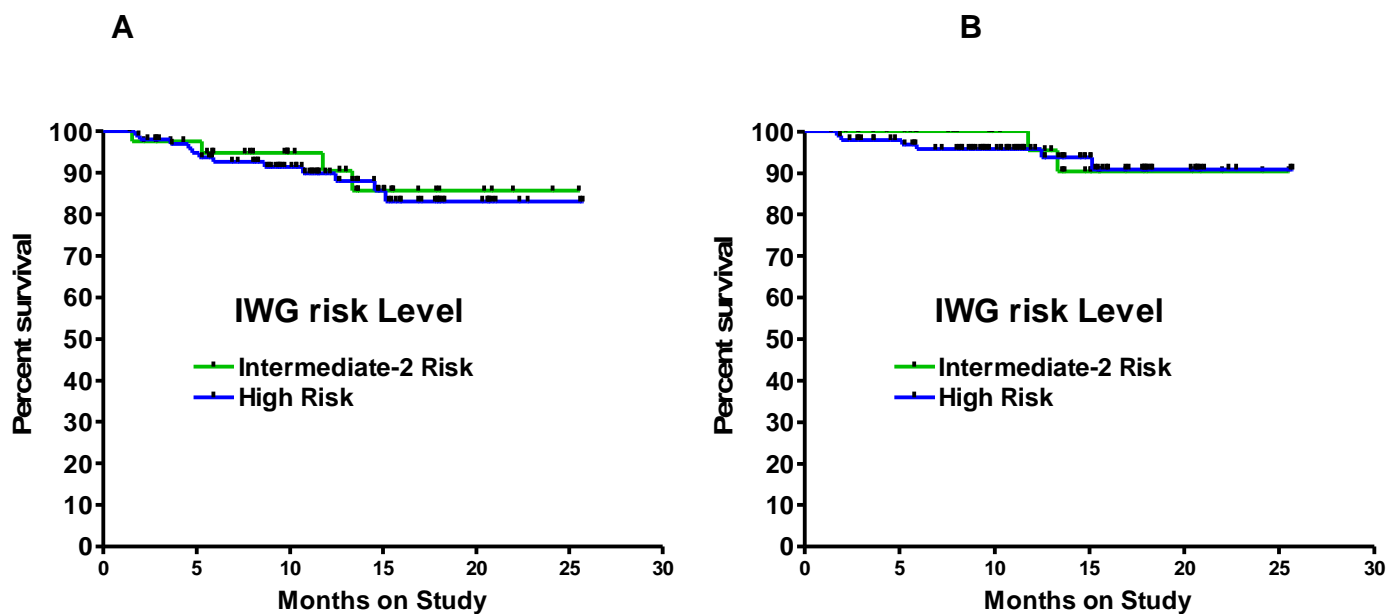 A
Percent survival
100
90
80
70
60
50
40
30
20
10
0
IWG risk Level
Intermediate-2 Risk
High Risk
0 5 10 15 20 25 30
Months on Study
B
Percent survival
100
90
80
70
60
50
40
30
20
10
0
IWG risk Level
Intermediate-2 Risk
High Risk
0 5 10 15 20 25 30
Months on Study